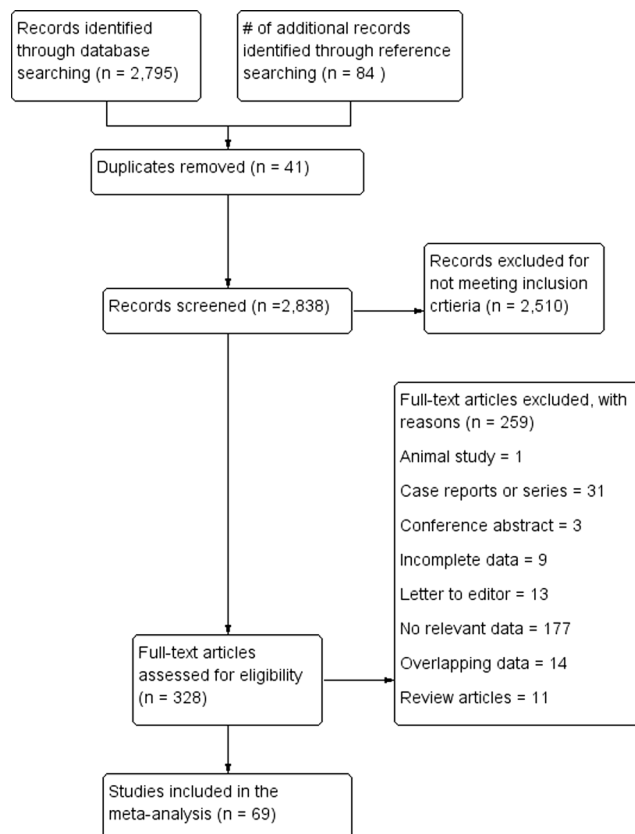 Records identified
through database
searching (n = 2,795)
# of additional records
identified through reference
searching (n = 84 )
Duplicates removed (n = 41)
Records screened (n =2,838)
Records excluded for
not meeting inclusion
crtieria (n = 2,510)
Full-text articles excluded, with
reasons (n = 259)
Animal study = 1
Case reports or series = 31
Conference abstract = 3
Incomplete data = 9
Letter to editor = 13
No relevant data = 177
Overlapping data = 14
Review articles = 11
Full-text articles
assessed for eligibility
(n = 328)
Studies included in the
meta-analysis (n = 69)